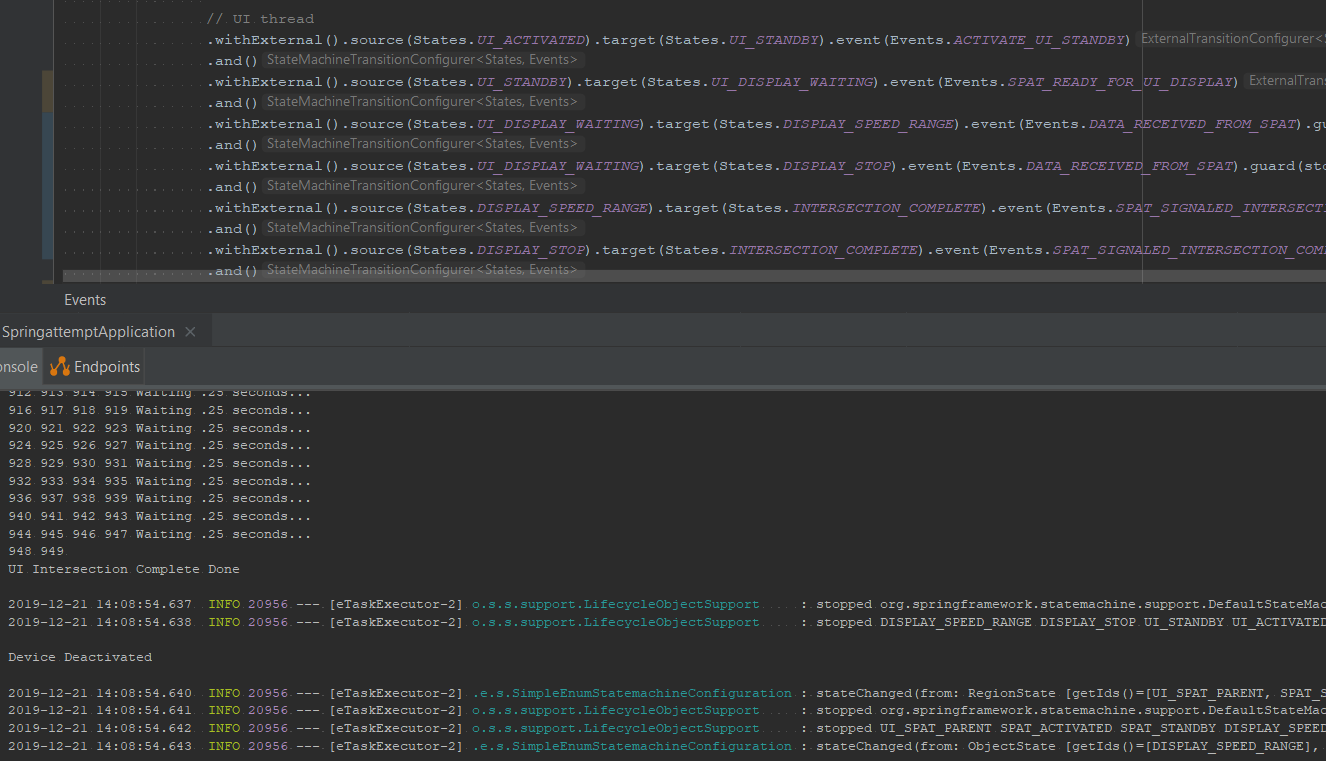 // UI thread
.withExternal().source(States.UI_ACTIVATED).target(States.UI_STANDBY).event(Events.ACTIVATE_UI_STANDBY) ExternalTransitionConfigurer<S
.and() StateMachineTransitionConfigurer<States, Events>
.withExternal().source(States.UI_STANDBY).target(States.UI_DISPLAY_WAITING).event(Events.SPAT_READY_FOR_UI_DISPLAY) ExternalTrans
.and() StateMachineTransitionConfigurer<States, Events>
.withExternal().source(States.UI_DISPLAY_WAITING).target(States.DISPLAY_SPEED_RANGE).event(Events.DATA_RECEIVED_FROM_SPAT).gu
.and() StateMachineTransitionConfigurer<States, Events>
.withExternal().source(States.UI_DISPLAY_WAITING).target(States.DISPLAY_STOP).event(Events.DATA_RECEIVED_FROM_SPAT).guard(sto
.and() StateMachineTransitionConfigurer<States, Events>
.withExternal().source(States.DISPLAY_SPEED_RANGE).target(States.INTERSECTION_COMPLETE).event(Events.SPAT_SIGNALED_INTERSECTI
.and() StateMachineTransitionConfigurer<States, Events>
.withExternal().source(States.DISPLAY_STOP).target(States.INTERSECTION_COMPLETE).event(Events.SPAT_SIGNALED_INTERSECTION_COM
.and() StateMachineTransitionConfigurer<States, Events>
Events
SpringattemptApplication
onsole Endpoints
912 913 914 915 Waiting .25 seconds...
916 917 918 919 Waiting .25 seconds...
920 921 922 923 Waiting .25 seconds...
924 925 926 927 Waiting .25 seconds...
928 929 930 931 Waiting .25 seconds...
932 933 934 935 Waiting .25 seconds...
936 937 938 939 Waiting .25 seconds...
940 941 942 943 Waiting .25 seconds...
944 945 946 947 Waiting .25 seconds...
948 949
UI Intersection Complete Done
2019-12-21 14:08:54.637 INFO 20956 --- [eTaskExecutor-2] o.s.s.support.LifecycleObjectSupport : stopped org.springframework.statemachine.support.DefaultStateMac
2019-12-21 14:08:54.638 INFO 20956 --- [eTaskExecutor-2] o.s.s.support.LifecycleObjectSupport : stopped DISPLAY_SPEED_RANGE DISPLAY_STOP UI_STANDBY UI_ACTIVATED
Device Deactivated
2019-12-21 14:08:54.640 INFO 20956 --- [eTaskExecutor-2] .e.s.SimpleEnumStatemachineConfiguration : stateChanged(from: RegionState [getIds()=[UI_SPAT_PARENT, SPAT_S
2019-12-21 14:08:54.641 INFO 20956 --- [eTaskExecutor-2] o.s.s.support.LifecycleObjectSupport : stopped org.springframework.statemachine.support.DefaultStateMac
2019-12-21 14:08:54.642 INFO 20956 --- [eTaskExecutor-2] o.s.s.support.LifecycleObjectSupport : stopped UI_SPAT_PARENT SPAT_ACTIVATED SPAT_STANDBY DISPLAY_SPEED
2019-12-21 14:08:54.643 INFO 20956 --- [eTaskExecutor-2] .e.s.SimpleEnumStatemachineConfiguration : stateChanged(from: ObjectState [getIds()=[DISPLAY_SPEED_RANGE],